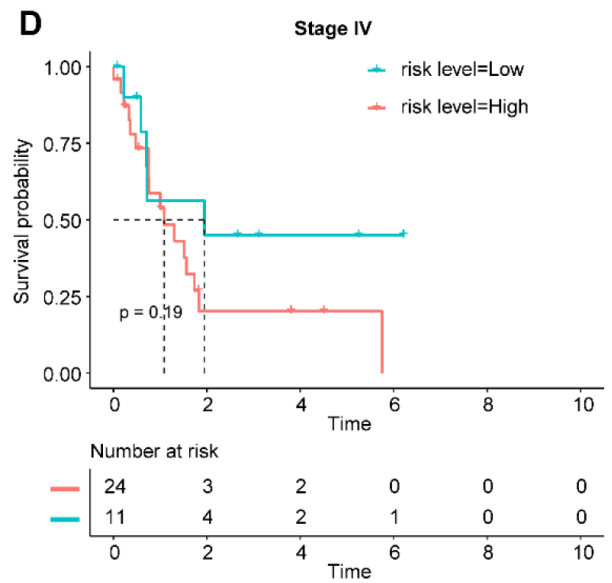 D
Stage IV
risk level=Low
risk level=High
Survival probability
1.00
0.75
0.50
0.25
0.00
p = 0.19
0 2 4 6 8 10
Time
Number at risk
24 3 2 0 0 0
11 4 2 1 0 0
0 2 4 6 8 10
Time